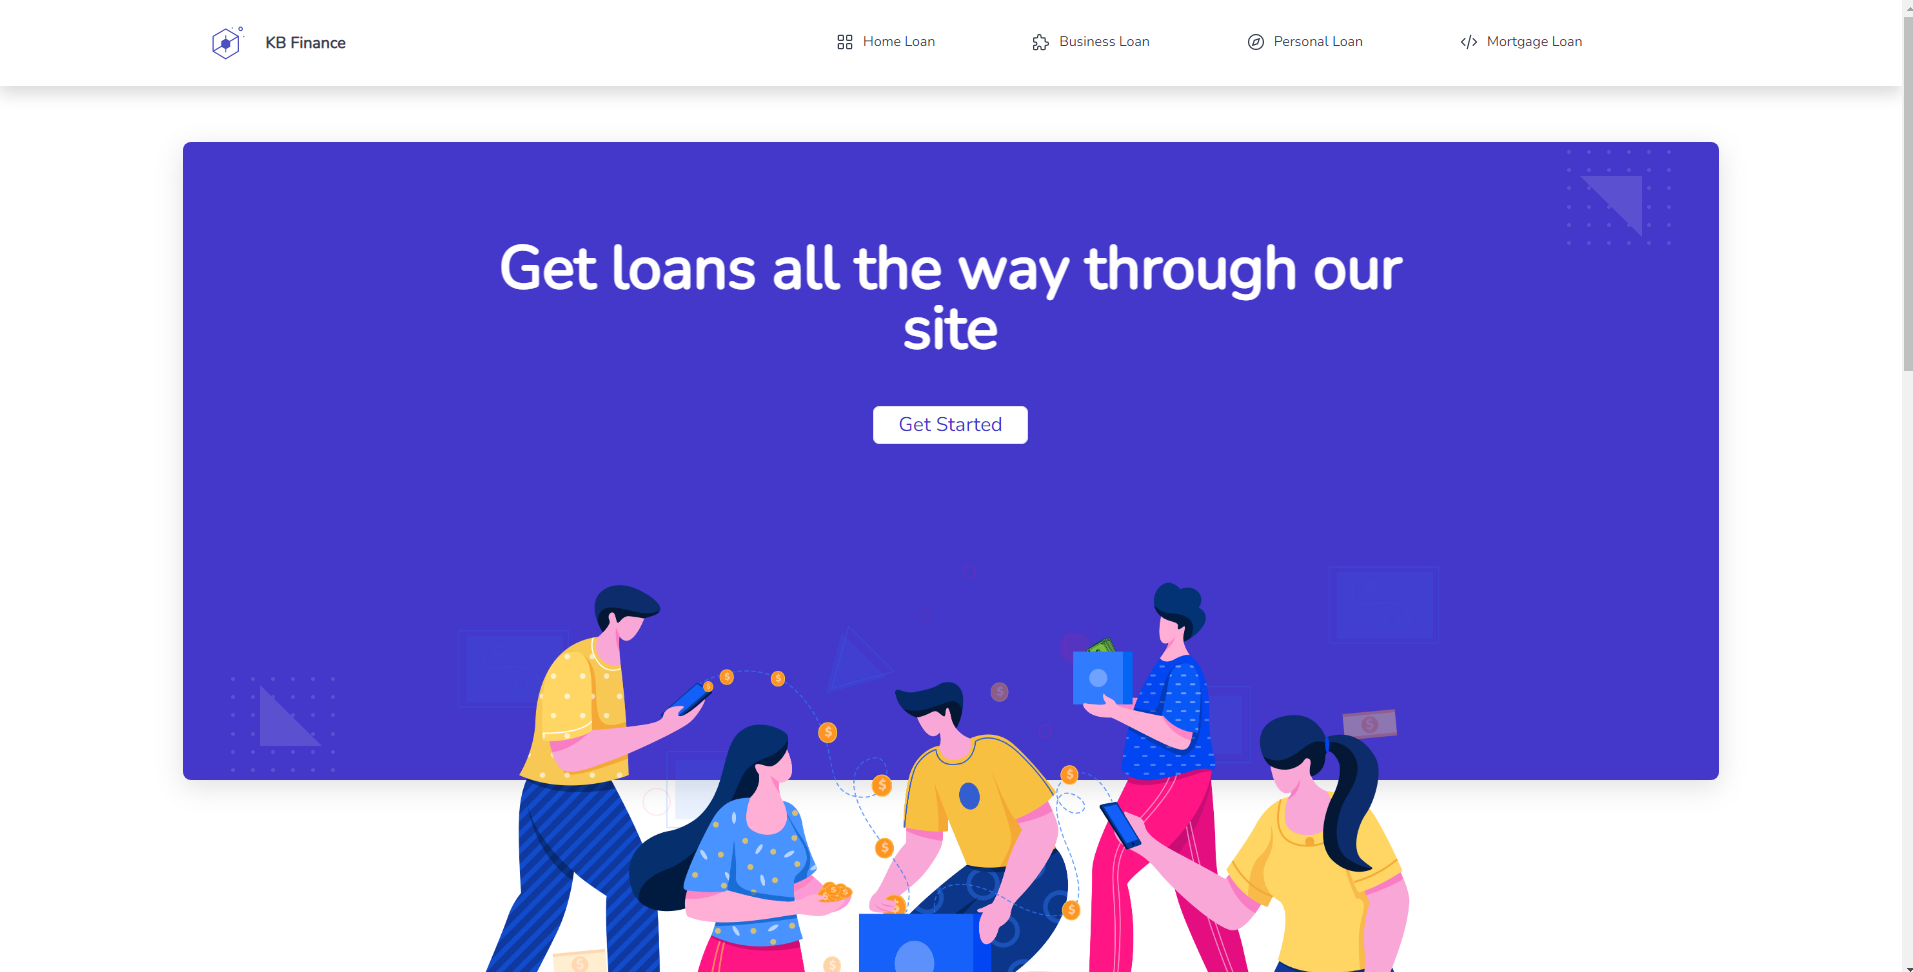 KB Finance
Home Loan
Business Loan
Personal Loan
Mortgage Loan
Get loans all the way through our
site
Get Started
$
$
$
$
$
$
$
$
$
$